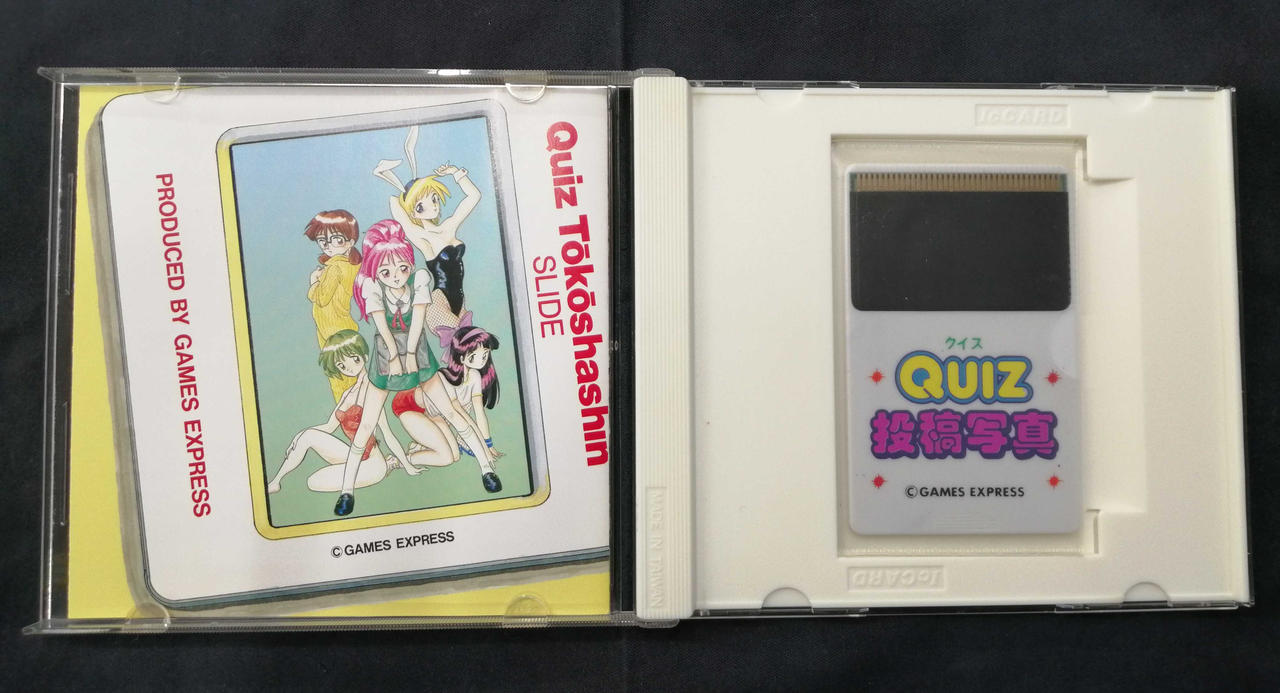 Quiz Tōkōshashin
SLIDE
PRODUCED BY GAMES EXPRESS
©GAMES EXPRESS
MADE IN TAIWAN
IcCARD
クイズ
QUIZ
投稿写真
©GAMES EXPRESS
IcCARD